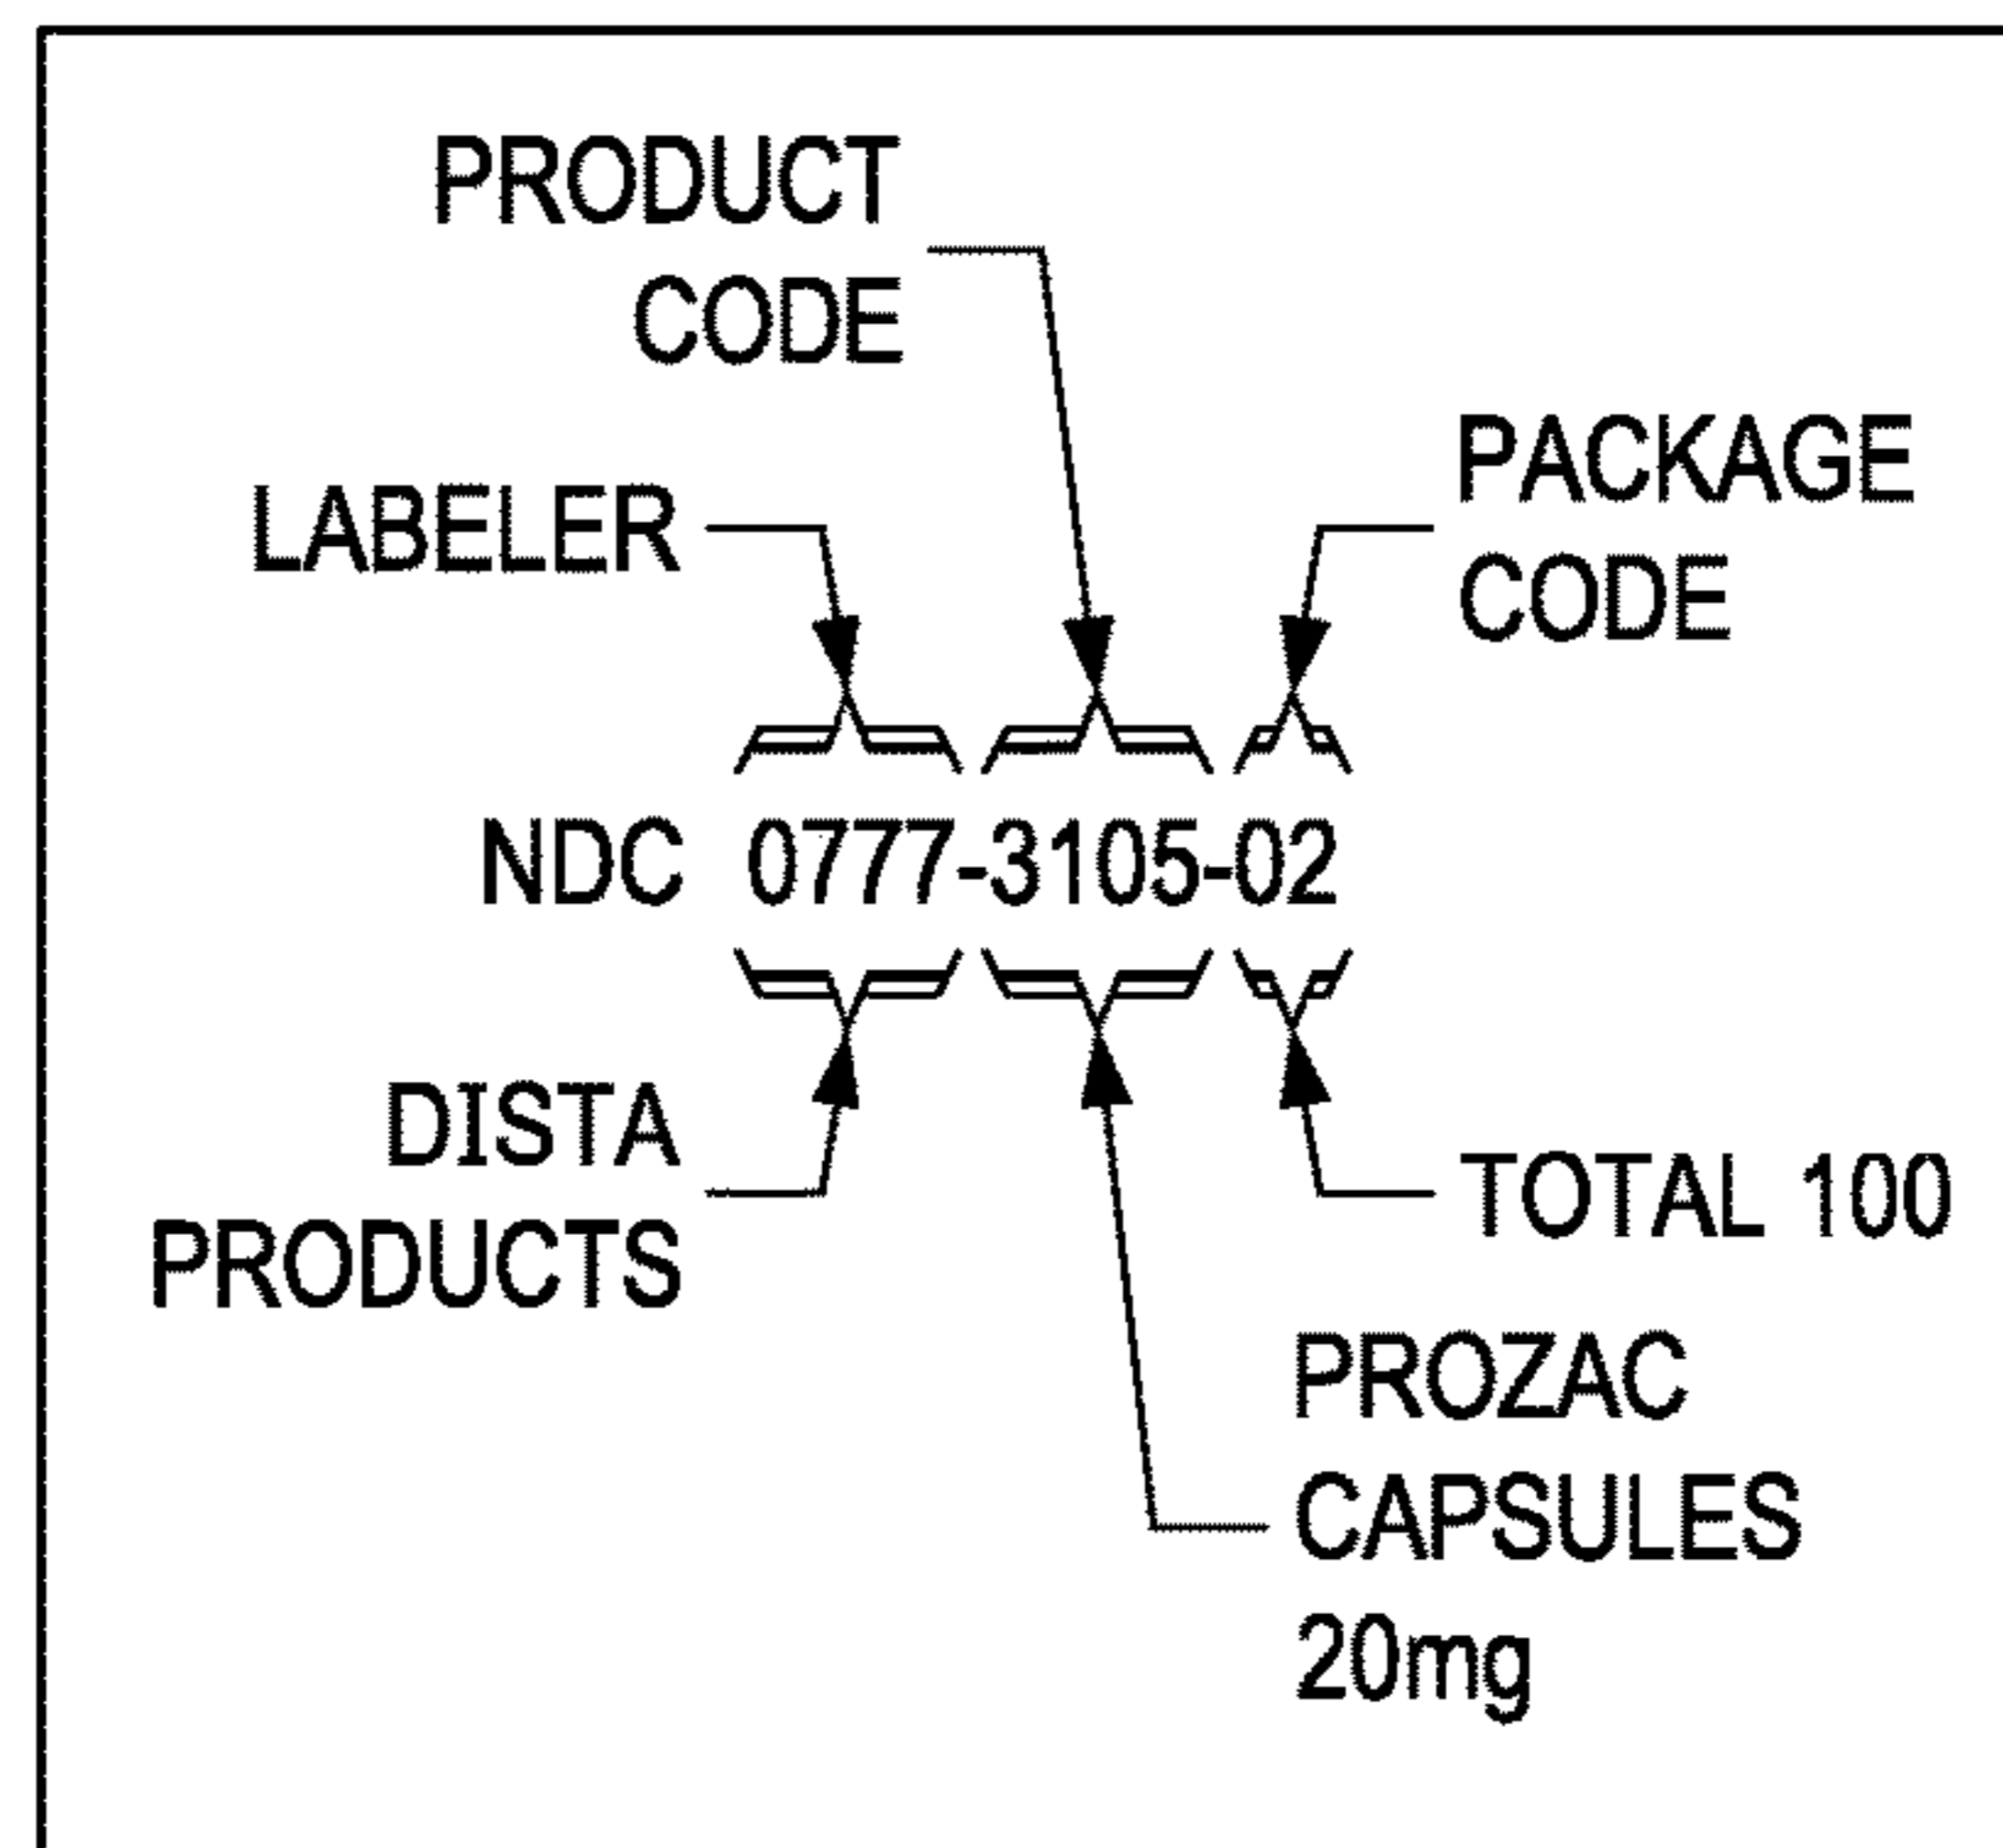 PRODUCT
CODE
LABELER
PACKAGE
CODE
NDC 0777-3105-02
DISTA
PRODUCTS
TOTAL 100
PROZAC
CAPSULES
20mg